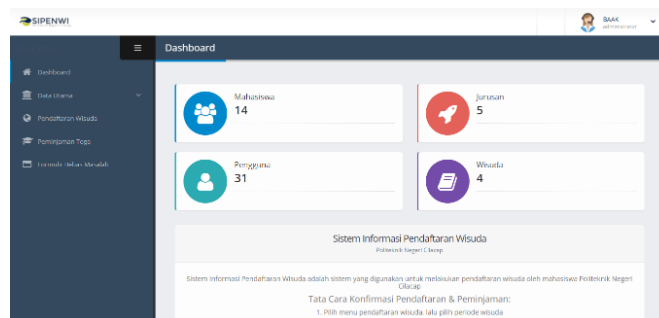 SIPENWI
BAAK
administrator
Dashboard
Dashboard
Data Utama
Pendaftaran Wisuda
Peminjaman Toga
Formulir Bebas Masalah
Mahasiswa
14
Jurusan
5
Pengguna
31
Wisuda
4
Sistem Informasi Pendaftaran Wisuda
Politeknik Negeri Cilacap
Sistem Informasi Pendaftaran Wisuda adalah sistem yang digunakan untuk melakukan pendaftaran wisuda oleh mahasiswa Politeknik Negeri
Cilacap
Tata Cara Konfirmasi Pendaftaran & Peminjaman:
1. Pilih menu pendaftaran wisuda, lalu pilih periode wisuda